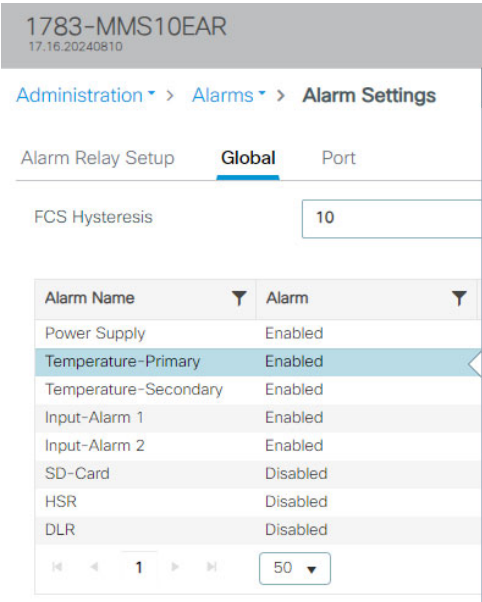 1783-MMS10EAR
17.16.20240810
Administration > Alarms > Alarm Settings
Alarm Relay Setup Global Port
FCS Hysteresis 10
Alarm Name Alarm
Power Supply Enabled
Temperature-Primary Enabled
Temperature-Secondary Enabled
Input-Alarm 1 Enabled
Input-Alarm 2 Enabled
SD-Card Disabled
HSR Disabled
DLR Disabled
1 50